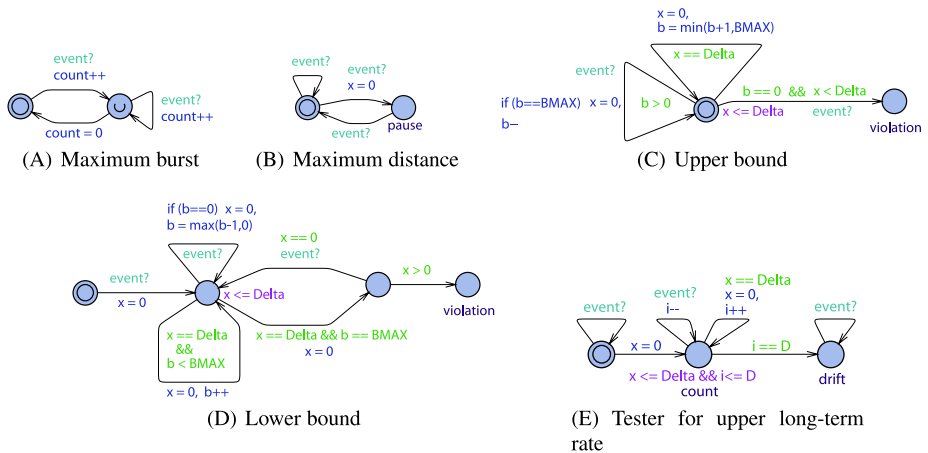 event?
count++
event?
count++
count = 0
(A) Maximum burst
event?
event?
x = 0
event?
pause
(B) Maximum distance
x = 0,
b = min(b+1,BMAX)
x == Delta
event?
if (b==BMAX) x = 0,
b–
b > 0
b == 0 && x < Delta
x <= Delta
event?
violation
(C) Upper bound
if (b==0) x = 0,
b = max(b-1,0)
event?
event?
x = 0
x <= Delta
x == 0
event?
x > 0
violation
x == Delta
&&
b < BMAX
x == Delta && b == BMAX
x = 0
x = 0, b++
(D) Lower bound
event?
x = 0
event?
i--
x == Delta
x = 0,
i++
i == D
event?
x <= Delta && i<= D
count
drift
(E) Tester for upper long-term
rate